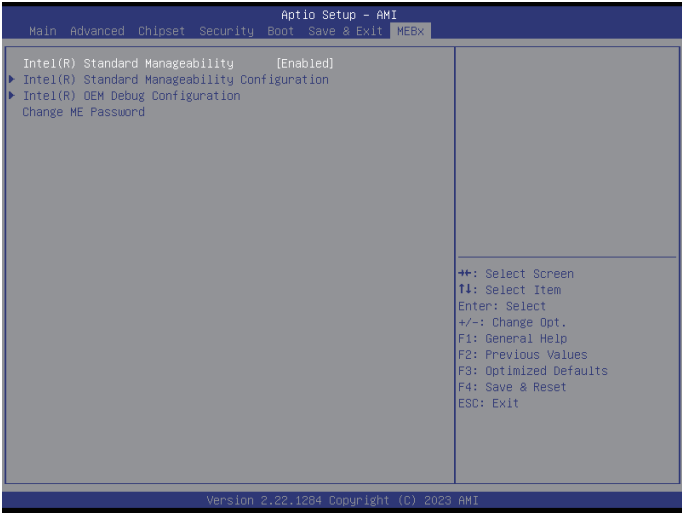 Aptio Setup – AMI
Main Advanced Chipset Security Boot Save & Exit MEBx
Intel(R) Standard Manageability [Enabled]
Intel(R) Standard Manageability Configuration
Intel(R) OEM Debug Configuration
Change ME Password
→←: Select Screen
↑↓: Select Item
Enter: Select
+/-: Change Opt.
F1: General Help
F2: Previous Values
F3: Optimized Defaults
F4: Save & Reset
ESC: Exit
Version 2.22.1284 Copyright (C) 2023 AMI